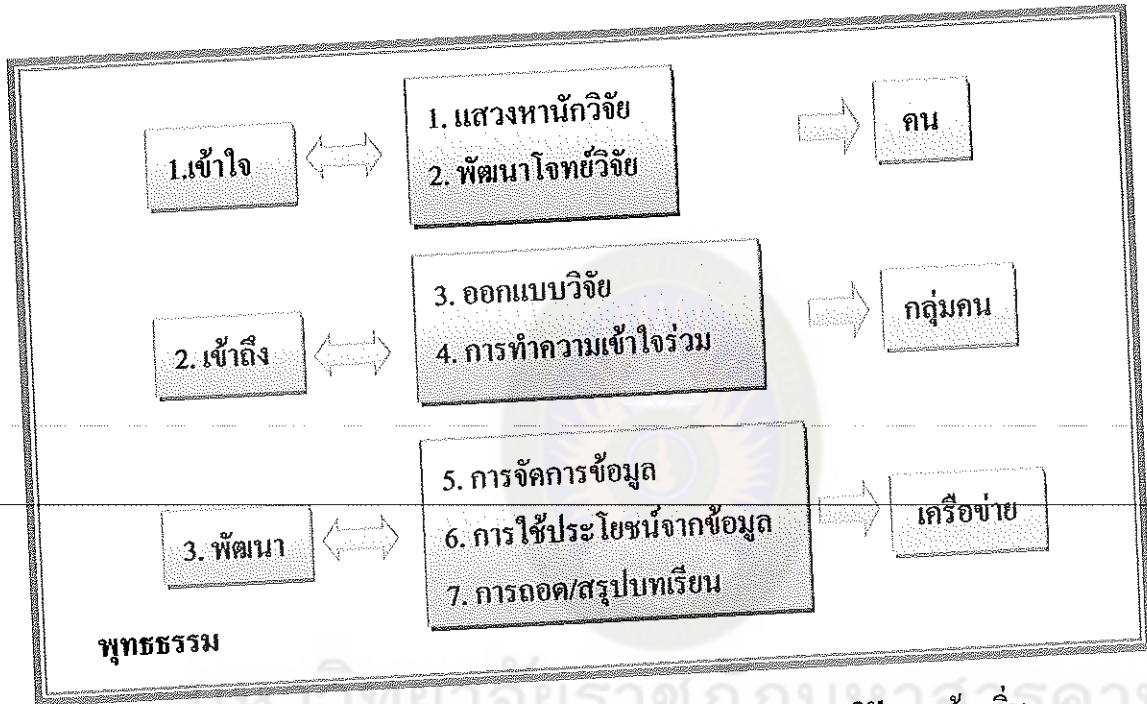 1.เข้าใจ
1. แสวงหานักวิจัย
2. พัฒนาโจทย์วิจัย
คน
2. เข้าถึง
3. ออกแบบวิจัย
4. การทำความเข้าใจร่วม
กลุ่มคน
3. พัฒนา
5. การจัดการข้อมูล
6. การใช้ประโยชน์จากข้อมูล
7. การถอด/สรุปบทเรียน
เครือข่าย
พุทธธรรม